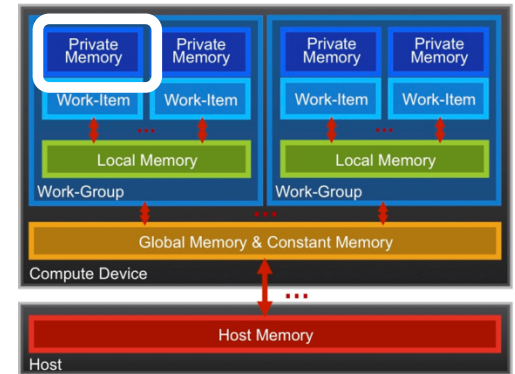 Private Private Private Private
Memory Memory Memory Memory
Work-Item Work-Item Work-Item Work-Item
... ...
Local Memory Local Memory
Work-Group Work-Group
...
Global Memory & Constant Memory
Compute Device
...
Host Memory
Host